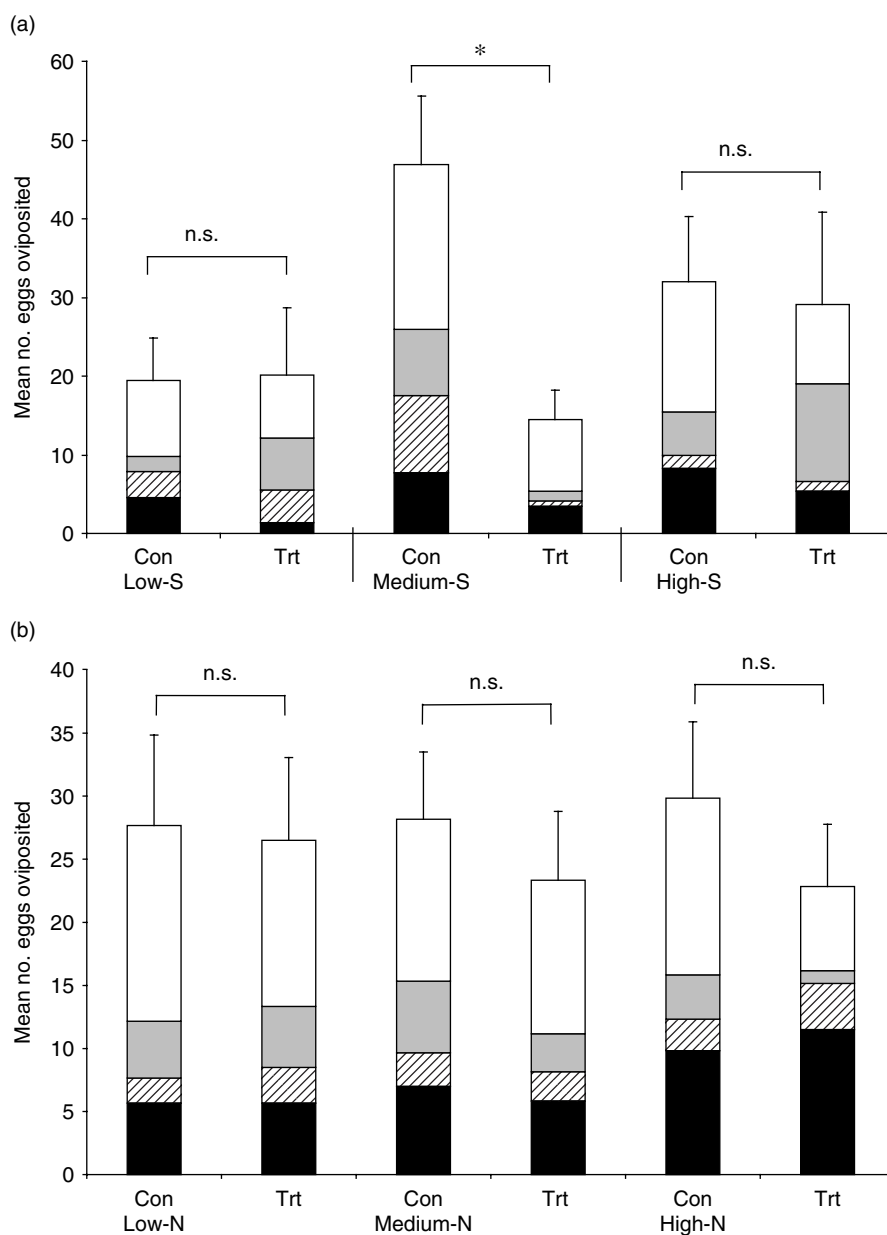 (a)
60
50
40
30
20
10
0
Mean no. eggs oviposited
n.s.
*
n.s.
Con Trt Con Trt Con Trt
Low-S Medium-S High-S
(b)
40
35
30
25
20
15
10
5
0
Mean no. eggs oviposited
n.s.
n.s.
n.s.
Con Trt Con Trt Con Trt
Low-N Medium-N High-N